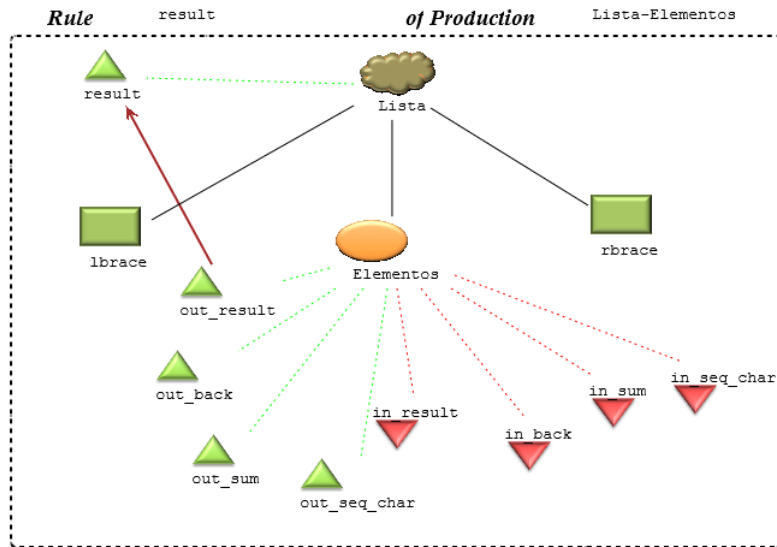 Rule result of Production Lista-Elementos
result
Lista
lbrace
rbrace
Elementos
out_result
out_back
in_seq_char
in_sum
in_result
in_back
out_sum
out_seq_char